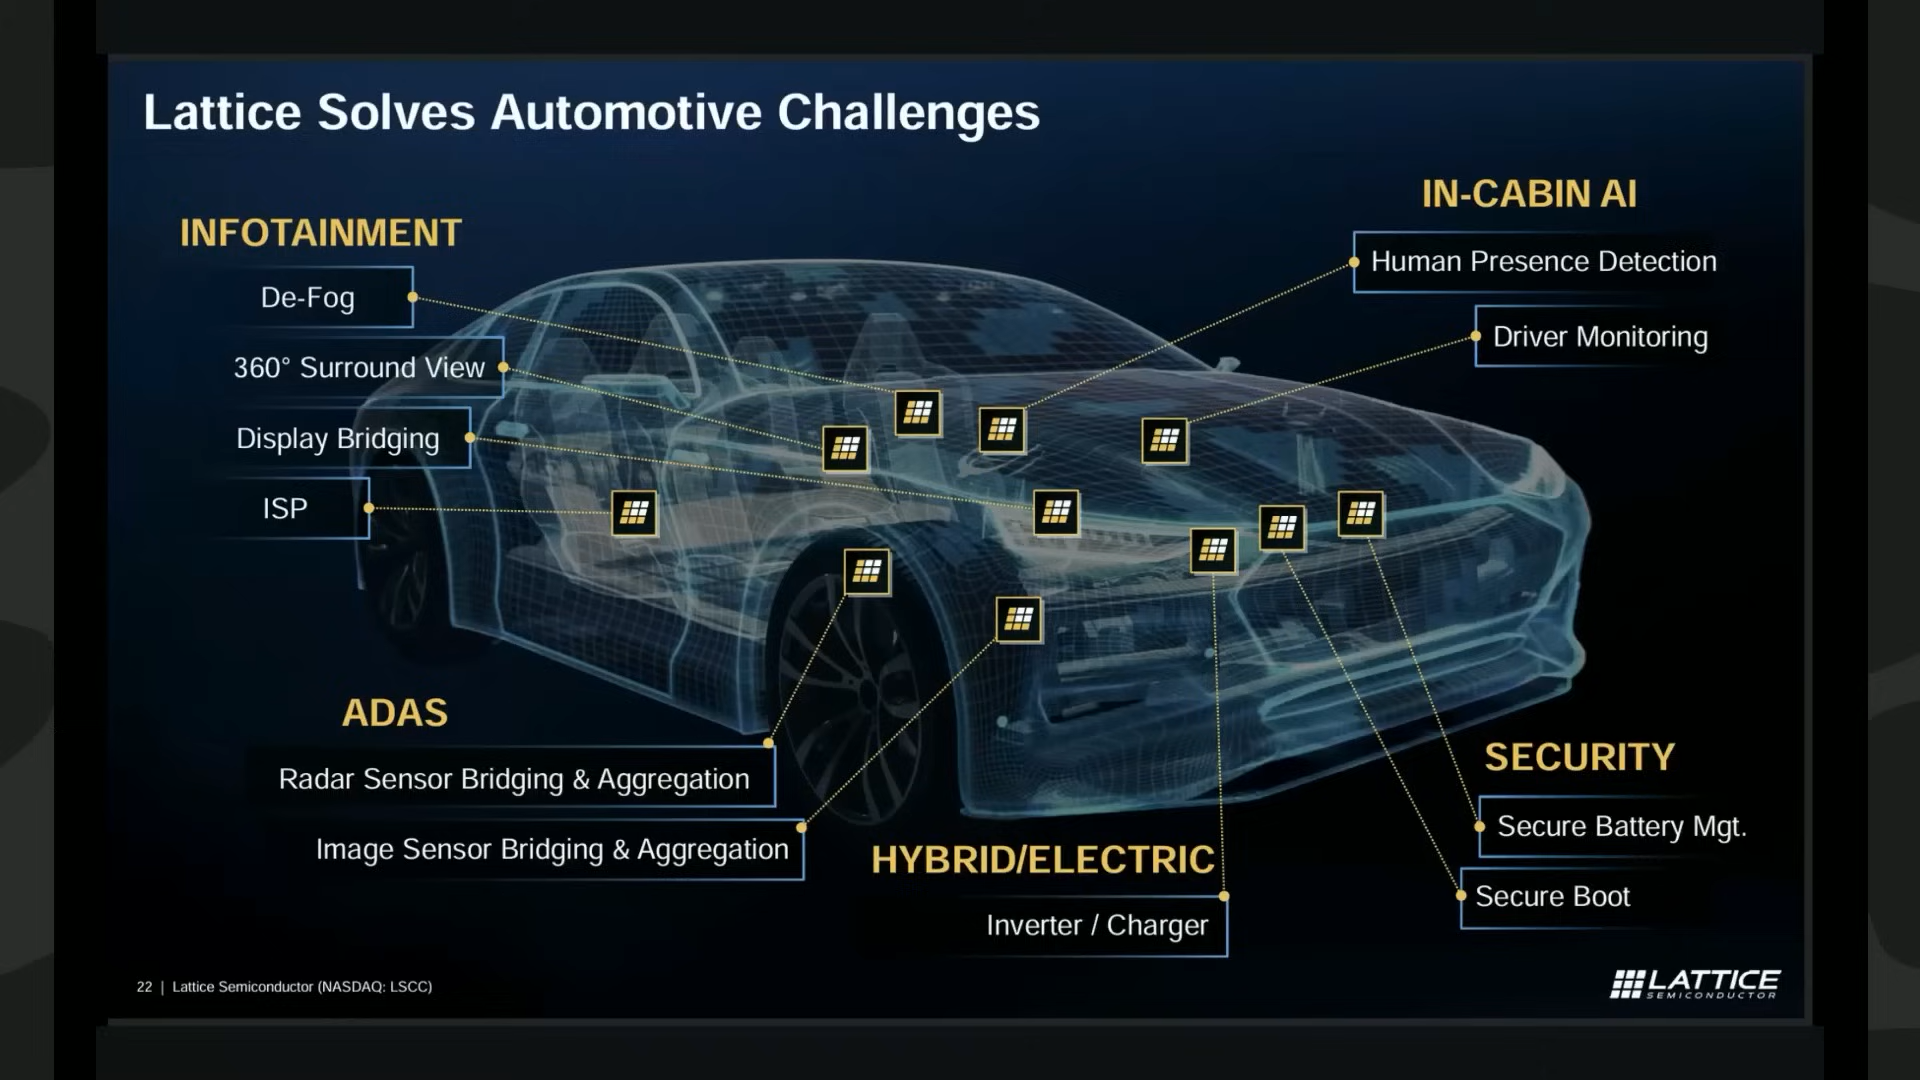 Lattice Solves Automotive Challenges
INFOTAINMENT
De-Fog
360° Surround View
Display Bridging
ISP
IN-CABIN AI
Human Presence Detection
Driver Monitoring
ADAS
Radar Sensor Bridging & Aggregation
Image Sensor Bridging & Aggregation
HYBRID/ELECTRIC
Inverter / Charger
SECURITY
Secure Battery Mgt.
Secure Boot
22 | Lattice Semiconductor (NASDAQ: LSCC)
LATTICE
SEMICONDUCTOR